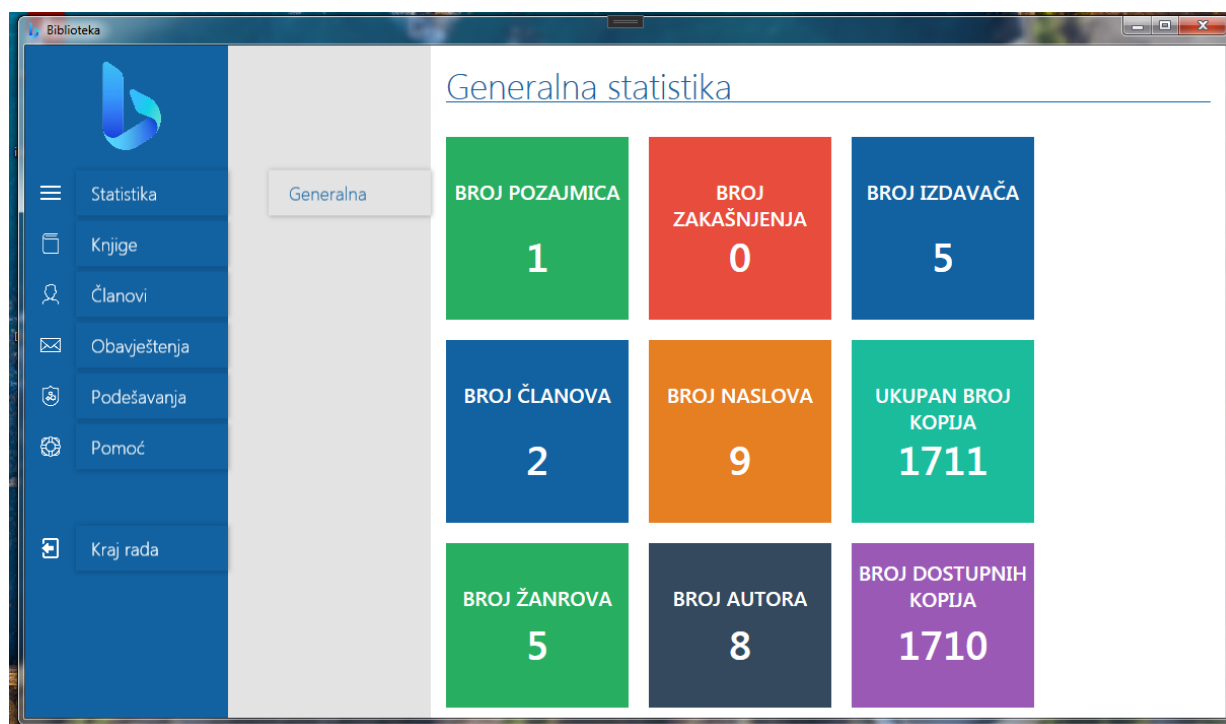 Biblioteka
Generalna statistika
Statistika
Knjige
Članovi
Obavještenja
Podešavanja
Pomoć
Kraj rada
Generalna
BROJ POZAJMICA
1
BROJ
ZAKAŠNJENJA
0
BROJ IZDAVAČA
5
BROJ ČLANOVA
2
BROJ NASLOVA
9
UKUPAN BROJ
KOPIJA
1711
BROJ ŽANROVA
5
BROJ AUTORA
8
BROJ DOSTUPNIH
KOPIJA
1710